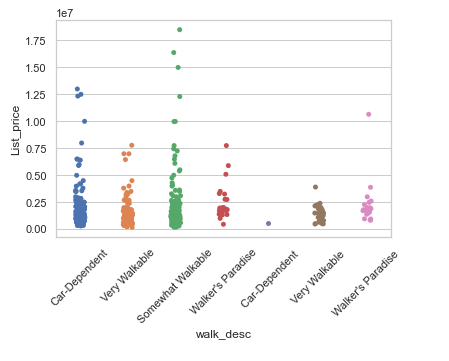 1e7
1.75
1.50
1.25
1.00
0.75
0.50
0.25
0.00
List_price
Car-Dependent
Very Walkable
Somewhat Walkable
Walker's Paradise
Car-Dependent
Very Walkable
Walker's Paradise
walk_desc